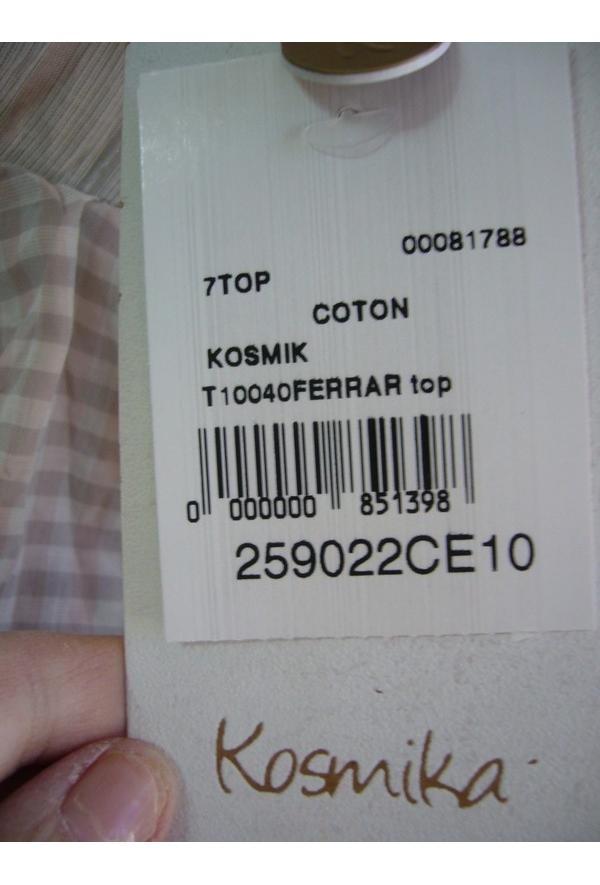 00081788
7TOP
COTON
KOSMIK
T10040FERRAR top
0 000000 851398
259022CE10
Kosmika